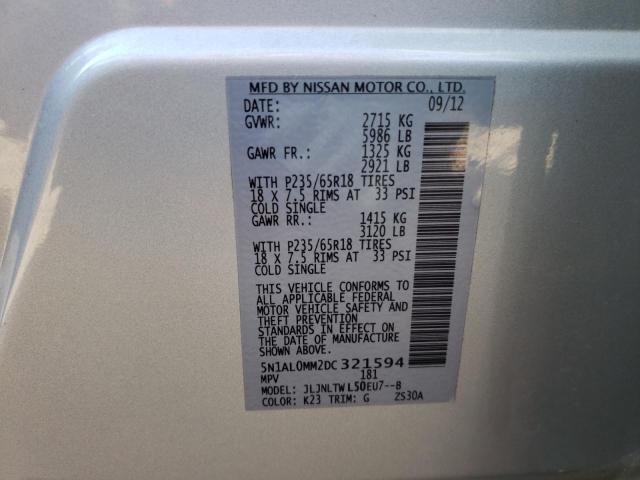 MFD BY NISSAN MOTOR CO., LTD.
DATE: 09/12
GVWR: 2715 KG
5986 LB
GAWR FR.: 1325 KG
2921 LB
WITH P235/65R18 TIRES
18 X 7.5 RIMS AT 33 PSI
COLD SINGLE
GAWR RR.: 1415 KG
3120 LB
WITH P235/65R18 TIRES
18 X 7.5 RIMS AT 33 PSI
COLD SINGLE
THIS VEHICLE CONFORMS TO
ALL APPLICABLE FEDERAL
MOTOR VEHICLE SAFETY AND
THEFT PREVENTION
STANDARDS IN EFFECT ON
THE DATE OF MANUFACTURE
SHOWN ABOVE.
5N1AL0MM2DC321594
MPV 181
MODEL: JLJNLTWL50EU7--B
COLOR: K23 TRIM: G ZS30A